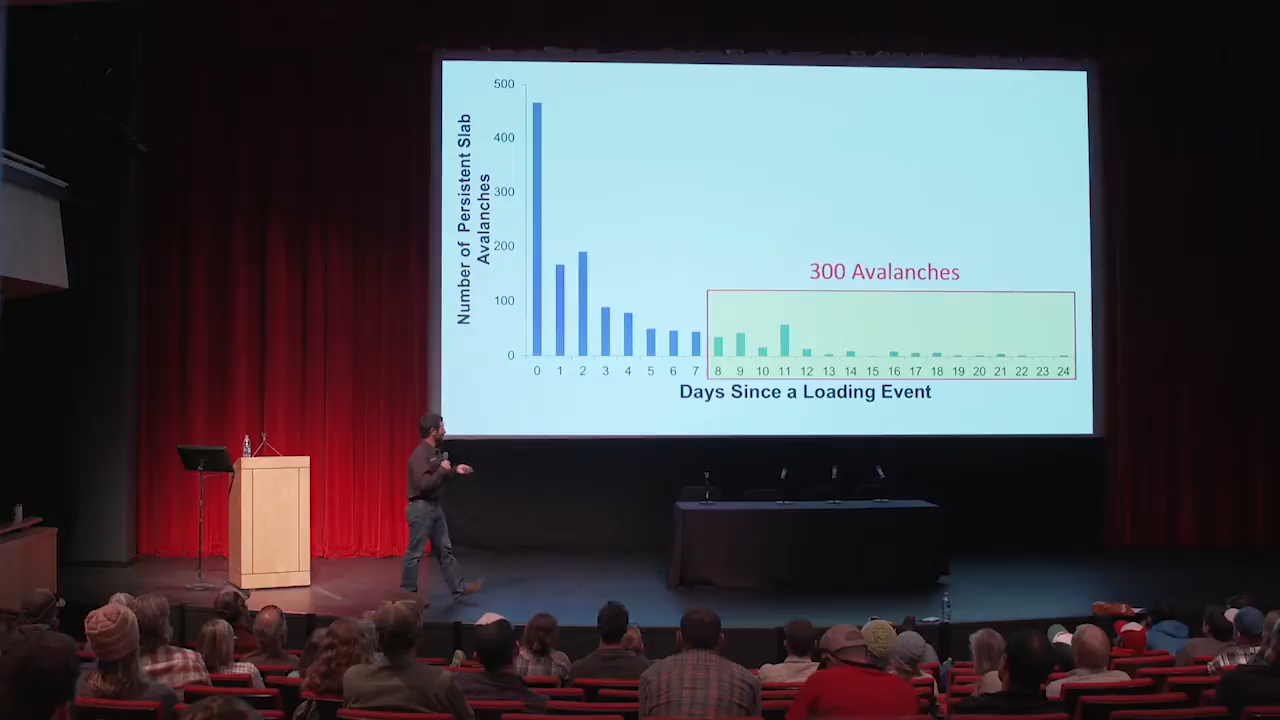 500
400
300
200
100
0
Number of Persistent Slab
Avalanches
300 Avalanches
0 1 2 3 4 5 6 7 8 9 10 11 12 13 14 15 16 17 18 19 20 21 22 23 24
Days Since a Loading Event